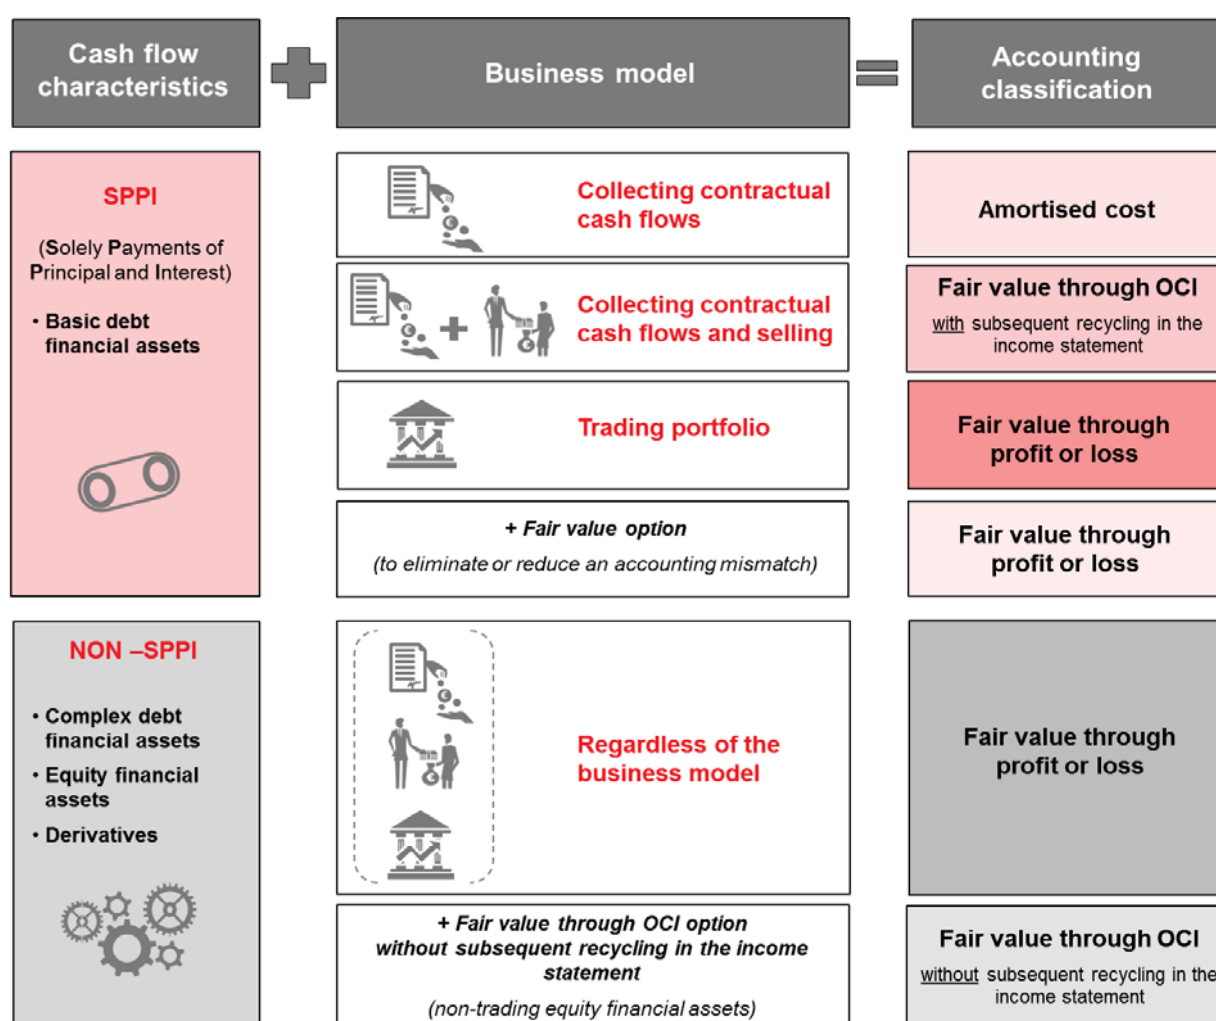 Cash flow
characteristics
Business model
Accounting
classification
SPPI
(Solely Payments of
Principal and Interest)
• Basic debt
financial assets
Collecting contractual
cash flows
Amortised cost
Collecting contractual
cash flows and selling
Fair value through OCI
with subsequent recycling in the
income statement
Trading portfolio
Fair value through
profit or loss
+ Fair value option
(to eliminate or reduce an accounting mismatch)
Fair value through
profit or loss
NON –SPPI
• Complex debt
financial assets
• Equity financial
assets
• Derivatives
Regardless of the
business model
Fair value through
profit or loss
+ Fair value through OCI option
without subsequent recycling in the income
statement
(non-trading equity financial assets)
Fair value through OCI
without subsequent recycling in the
income statement